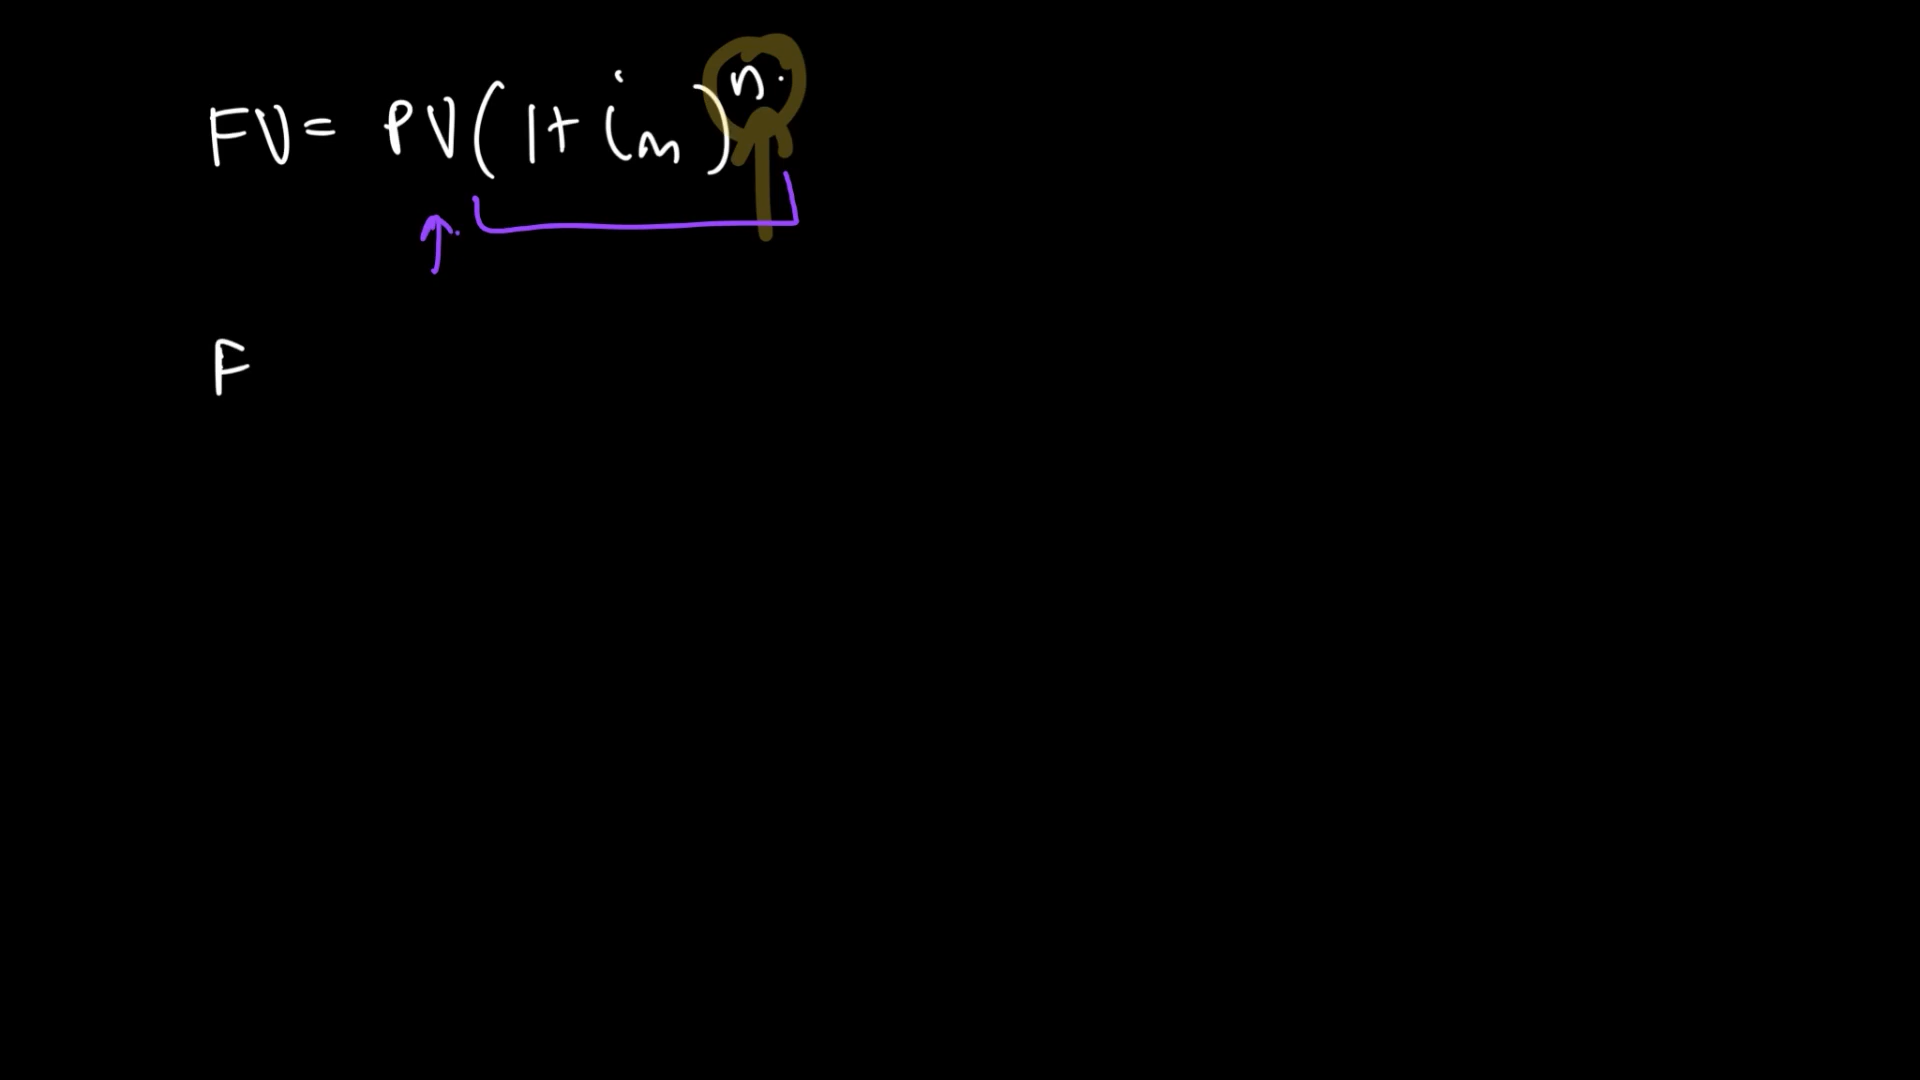 FV = PV(1+i_m)^n.
F